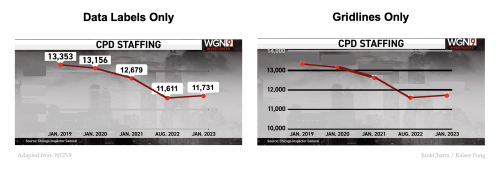 Data Labels Only
WGN9
CPD STAFFING
13,353
13,156
12,679
11,611
11,731
JAN. 2019 JAN. 2020 JAN. 2021 AUG. 2022 JAN. 2023
Source: Chicago Inspector General
Adapted from WGN9
Gridlines Only
WGN9
CPD STAFFING
14,000
13,000
12,000
11,000
10,000
JAN. 2019 JAN. 2020 JAN. 2021 AUG. 2022 JAN. 2023
Source: Chicago Inspector General
JunkCharts / Kaiser Fung